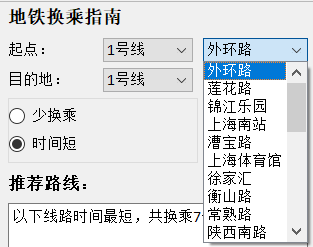 地铁换乘指南
起点： 1号线 外环路
外环路
莲花路
锦江乐园
上海南站
漕宝路
上海体育馆
徐家汇
衡山路
常熟路
陕西南路
目的地： 1号线
少换乘
时间短
推荐路线：
以下线路时间最短，共换乘7